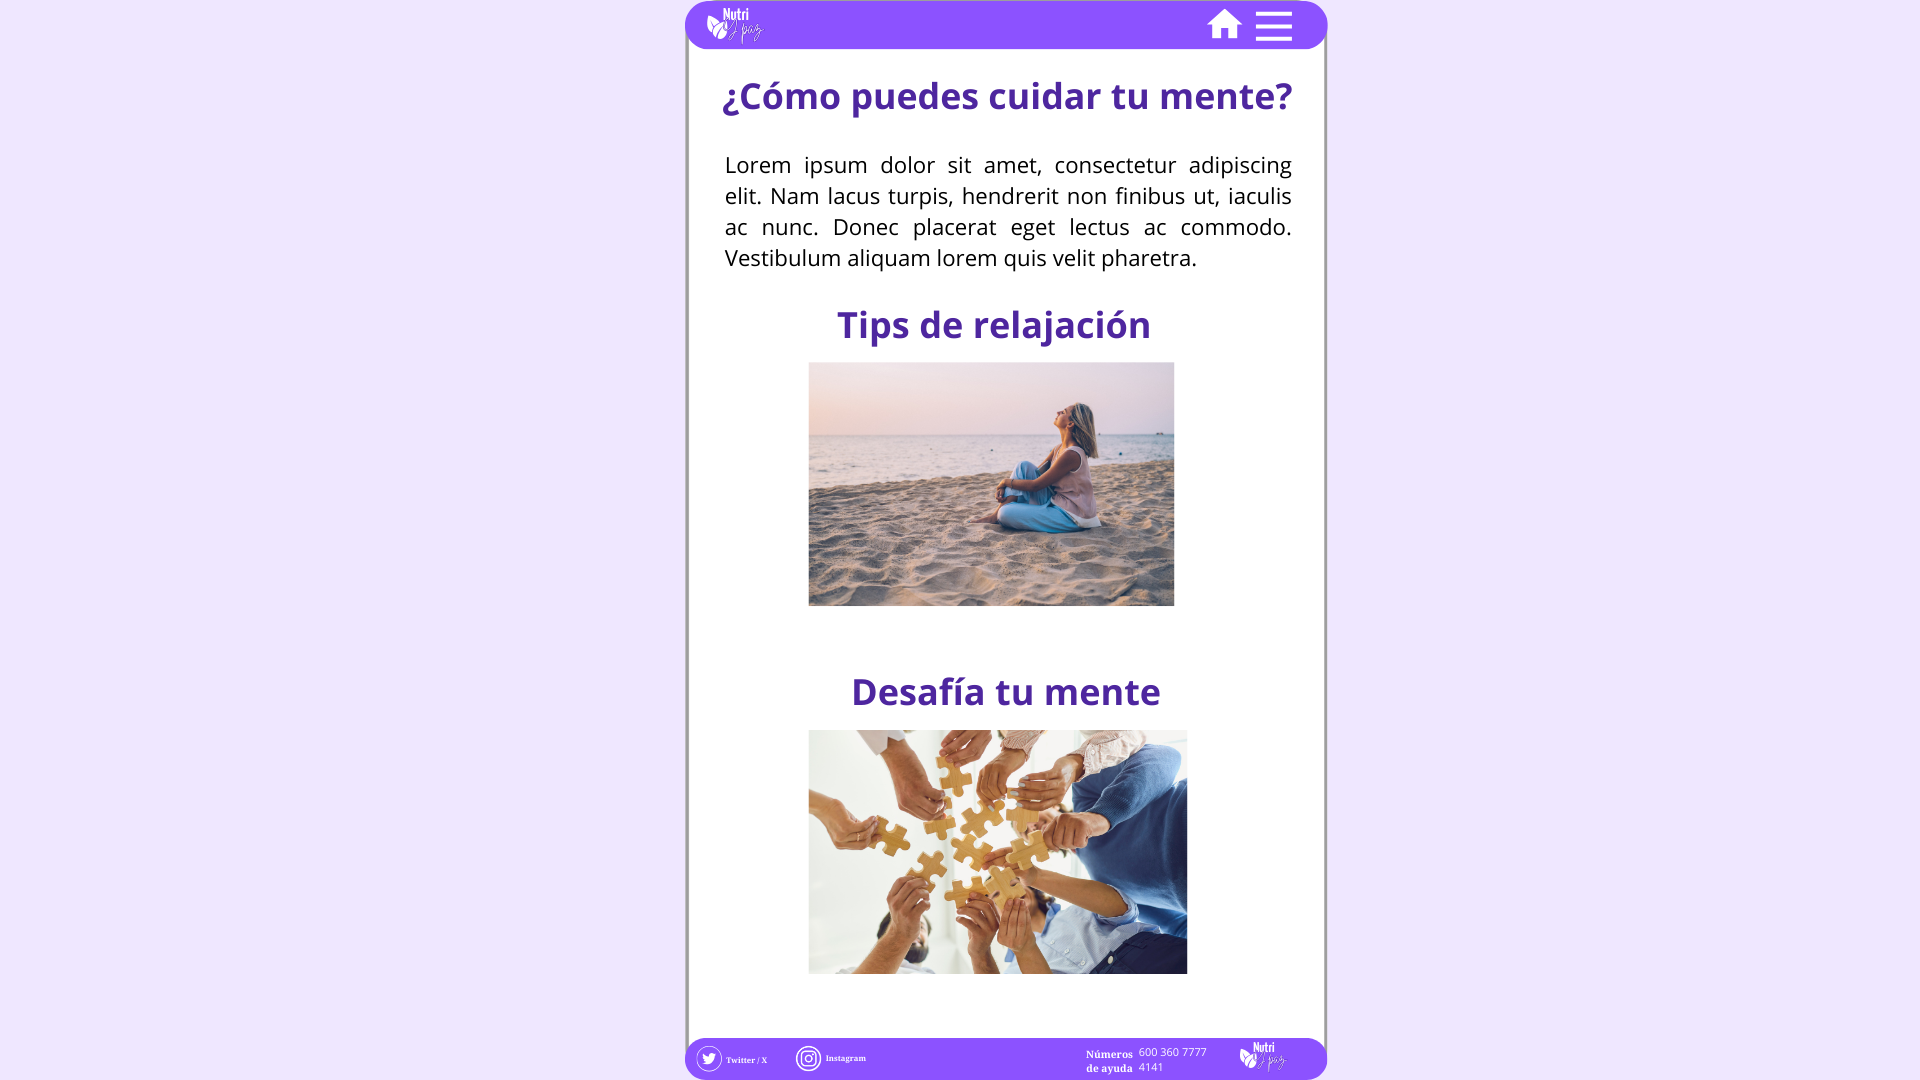 Nutri
y paz
¿Cómo puedes cuidar tu mente?
Lorem ipsum dolor sit amet, consectetur adipiscing
elit. Nam lacus turpis, hendrerit non finibus ut, iaculis
ac nunc. Donec placerat eget lectus ac commodo.
Vestibulum aliquam lorem quis velit pharetra.
Tips de relajación
Desafía tu mente
Twitter / X
Instagram
Números 600 360 7777
de ayuda 4141
Nutri
y paz